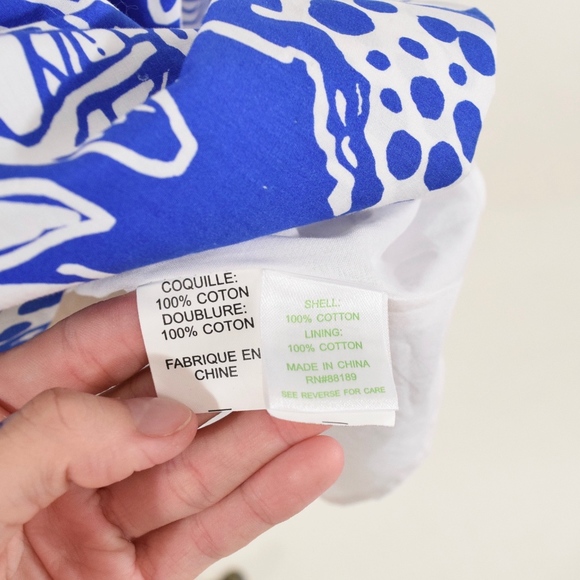 COQUILLE:
100% COTON
DOUBLURE:
100% COTON
FABRIQUE EN
CHINE
SHELL:
100% COTTON
LINING:
100% COTTON
MADE IN CHINA
RN#88189
SEE REVERSE FOR CARE